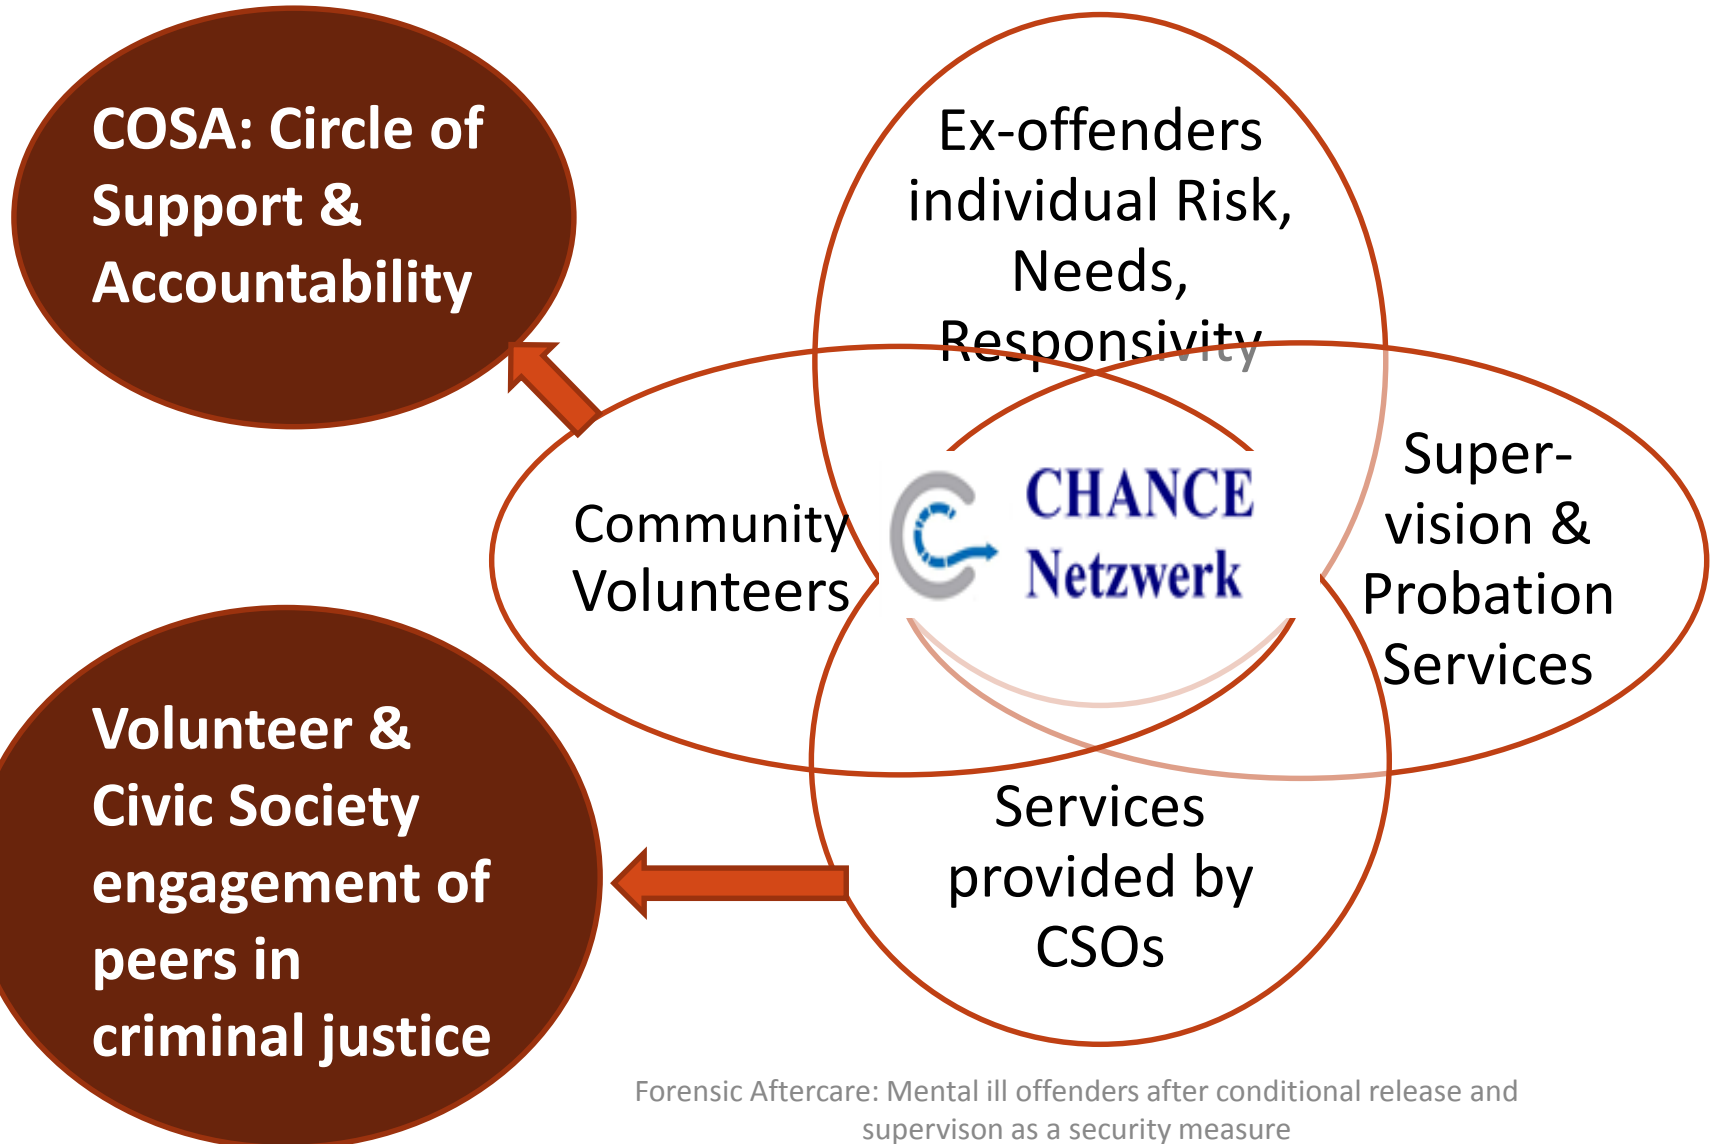 COSA: Circle of
Support &
Accountability
Ex-offenders
individual Risk,
Needs,
Responsivity
Community
Volunteers
CHANCE
Netzwerk
Super-
vision &
Probation
Services
Volunteer &
Civic Society
engagement of
peers in
criminal justice
Services
provided by
CSOs
Forensic Aftercare: Mental ill offenders after conditional release and
supervison as a security measure